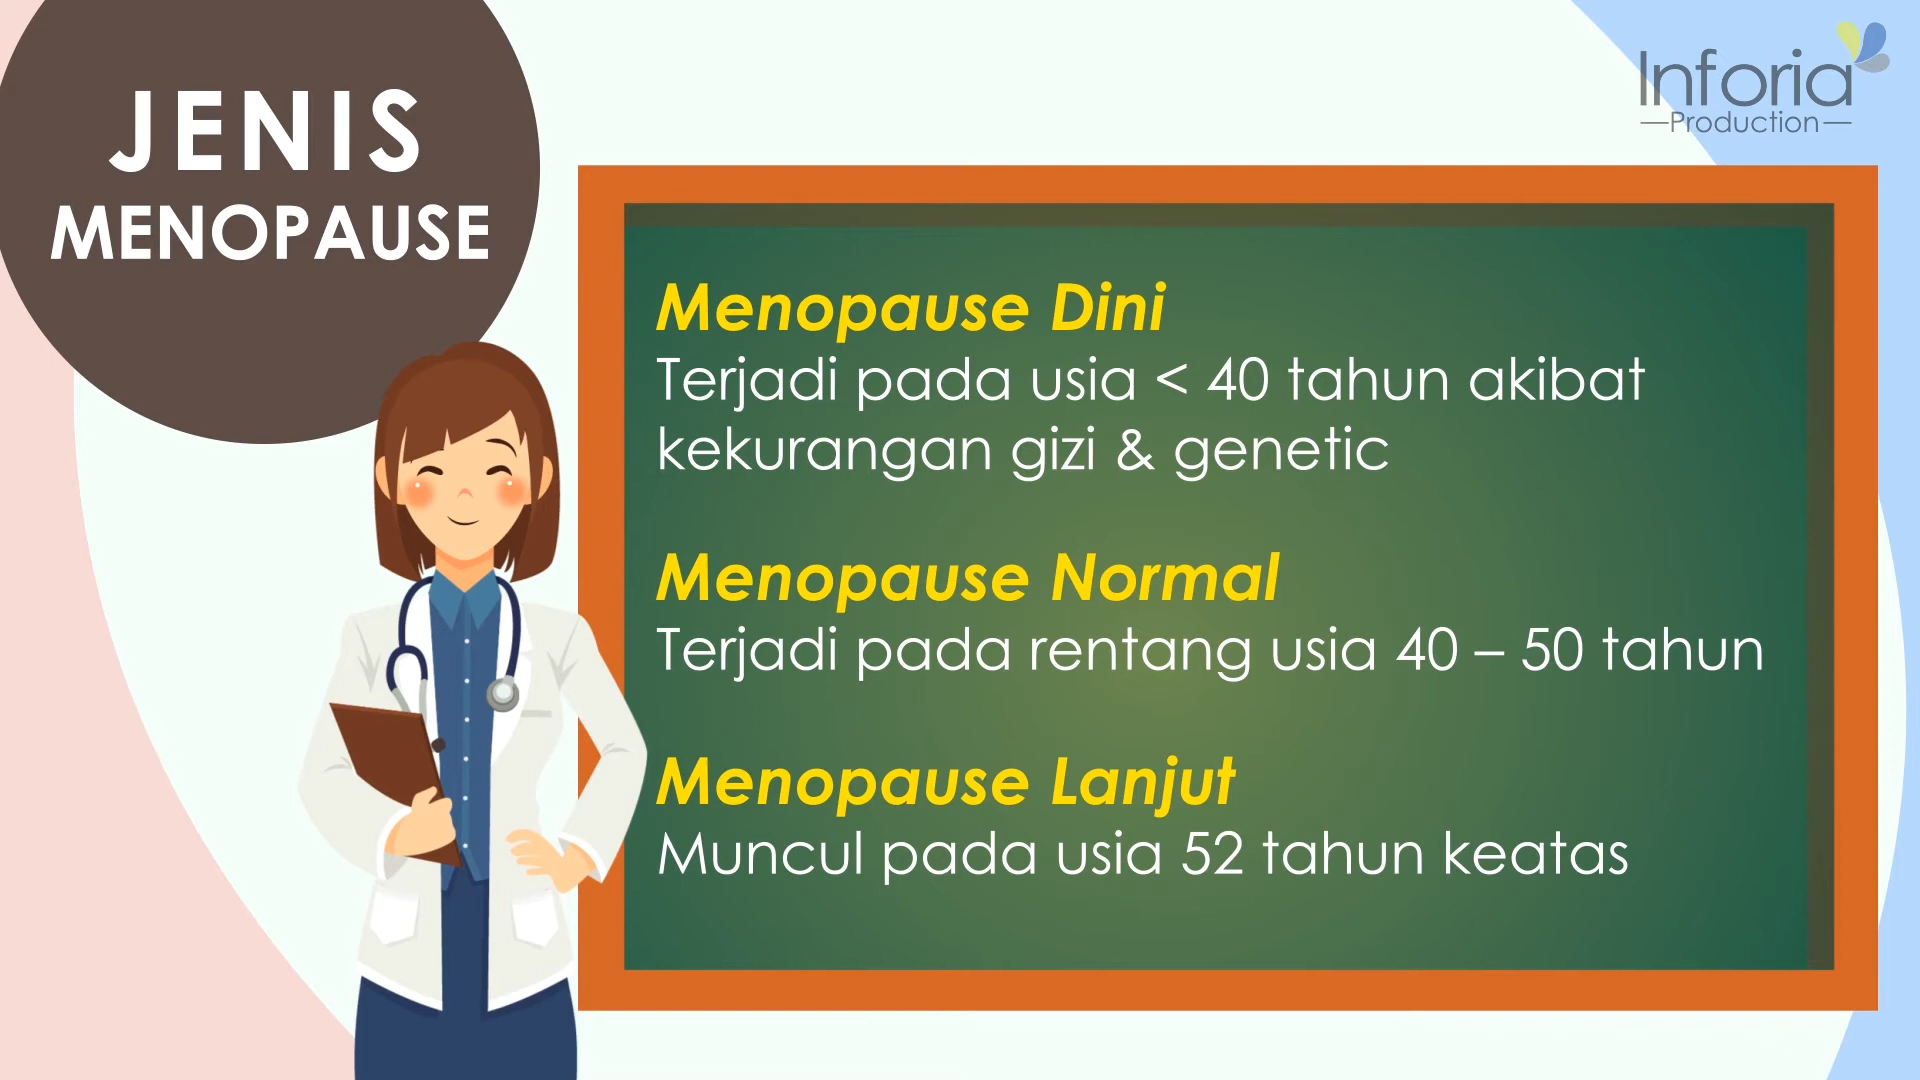 JENIS
MENOPAUSE
Inforia
Production
Menopause Dini
Terjadi pada usia < 40 tahun akibat
kekurangan gizi & genetic
Menopause Normal
Terjadi pada rentang usia 40 – 50 tahun
Menopause Lanjut
Muncul pada usia 52 tahun keatas